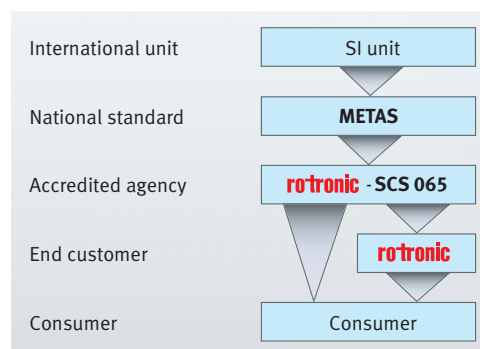 International unit SI unit
National standard METAS
Accredited agency rotronic - SCS 065
End customer rotronic
Consumer Consumer